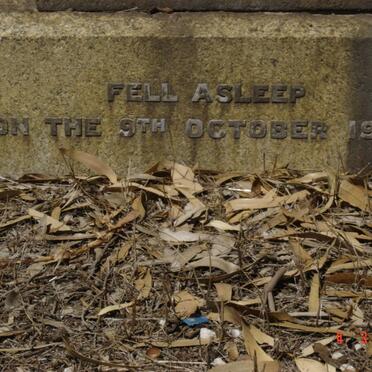 FELL ASLEEP
ON THE 9TH OCTOBER 19